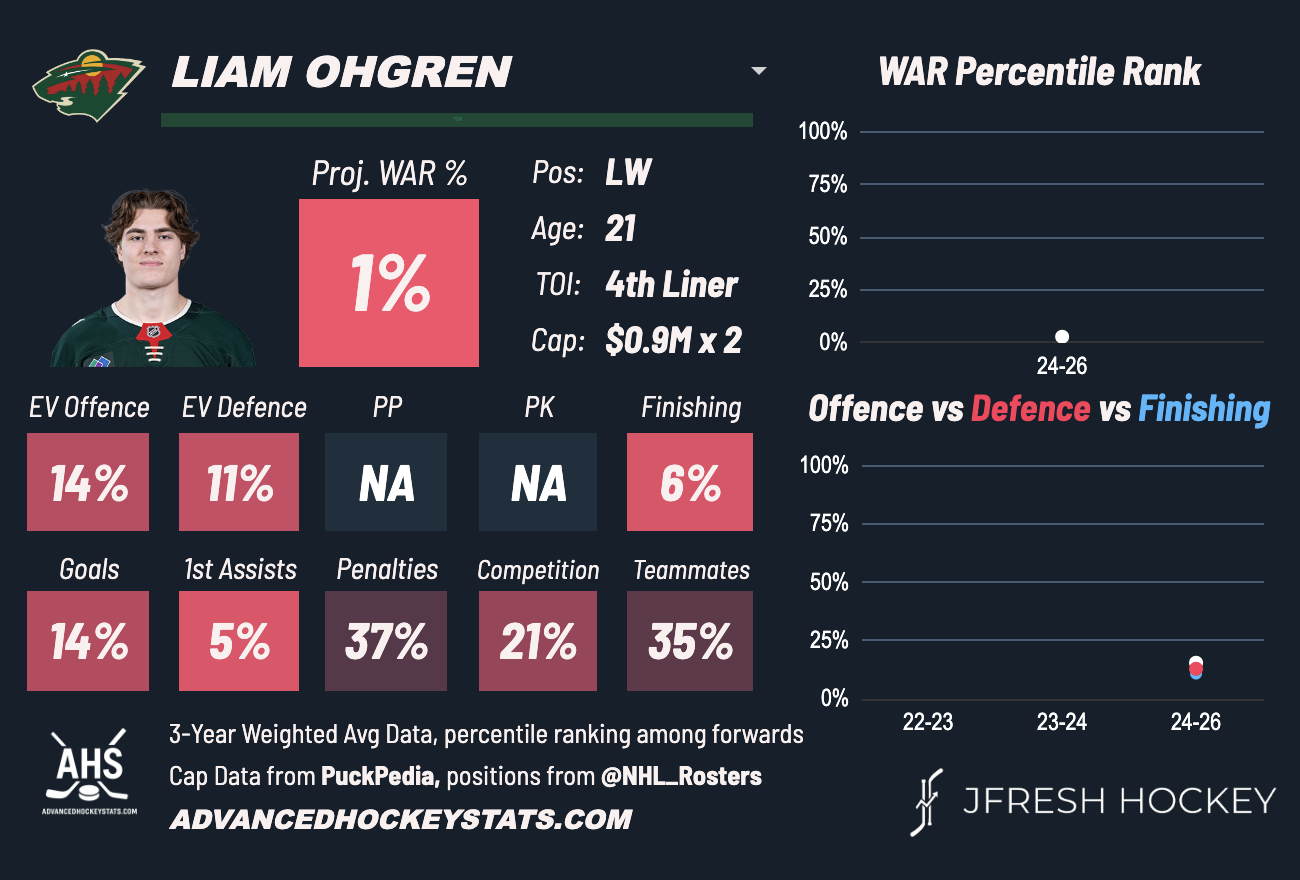 LIAM OHGREN
Proj. WAR %
1%
Pos: LW
Age: 21
TOI: 4th Liner
Cap: $0.9M x 2
EV Offence EV Defence PP PK Finishing
14% 11% NA NA 6%
Goals 1st Assists Penalties Competition Teammates
14% 5% 37% 21% 35%
WAR Percentile Rank
100%
75%
50%
25%
0%
24-26
Offence vs Defence vs Finishing
100%
75%
50%
25%
0%
22-23 23-24 24-26
3-Year Weighted Avg Data, percentile ranking among forwards
Cap Data from PuckPedia, positions from @NHL_Rosters
ADVANCEDHOCKEYSTATS.COM
AHS
ADVANCEDHOCKEYSTATS.COM
JFRESH HOCKEY